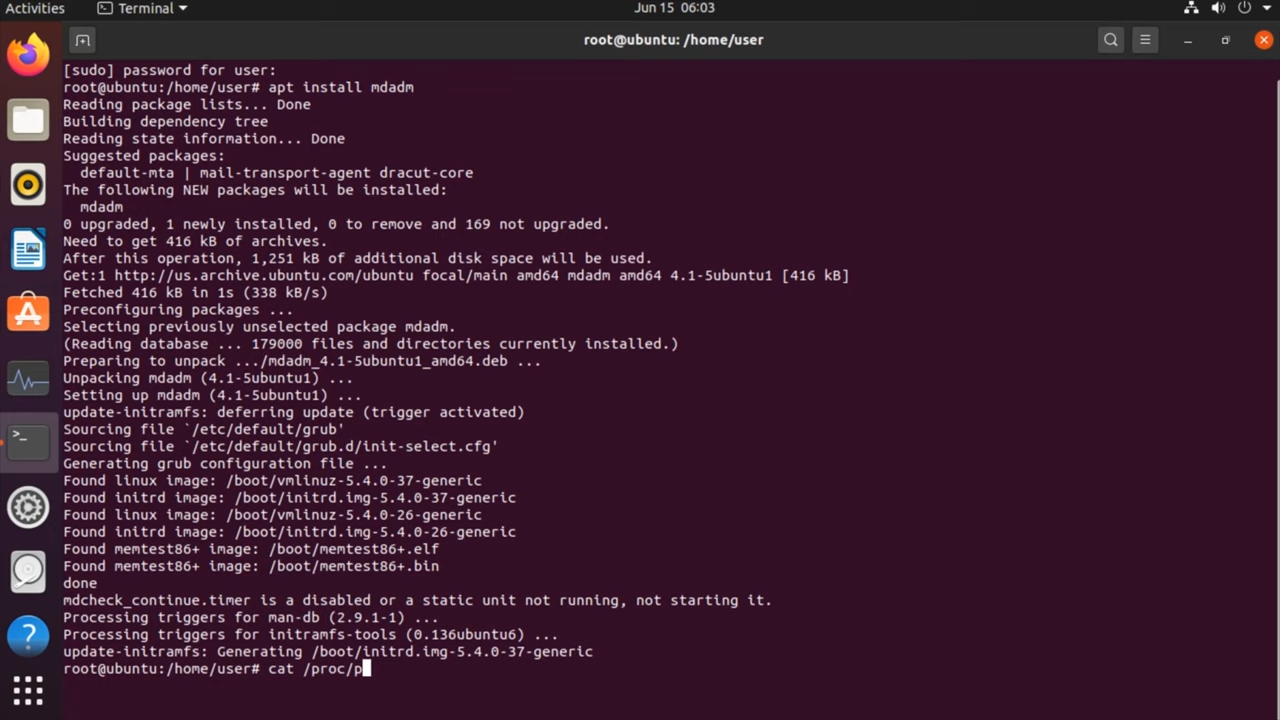 Activities
Terminal
Jun 15 06:03
root@ubuntu: /home/user
[sudo] password for user:
root@ubuntu:/home/user# apt install mdadm
Reading package lists... Done
Building dependency tree
Reading state information... Done
Suggested packages:
  default-mta | mail-transport-agent dracut-core
The following NEW packages will be installed:
  mdadm
0 upgraded, 1 newly installed, 0 to remove and 169 not upgraded.
Need to get 416 kB of archives.
After this operation, 1,251 kB of additional disk space will be used.
Get:1 http://us.archive.ubuntu.com/ubuntu focal/main amd64 mdadm amd64 4.1-5ubuntu1 [416 kB]
Fetched 416 kB in 1s (338 kB/s)
Preconfiguring packages ...
Selecting previously unselected package mdadm.
(Reading database ... 179000 files and directories currently installed.)
Preparing to unpack .../mdadm_4.1-5ubuntu1_amd64.deb ...
Unpacking mdadm (4.1-5ubuntu1) ...
Setting up mdadm (4.1-5ubuntu1) ...
update-initramfs: deferring update (trigger activated)
Sourcing file `/etc/default/grub'
Sourcing file `/etc/default/grub.d/init-select.cfg'
Generating grub configuration file ...
Found linux image: /boot/vmlinuz-5.4.0-37-generic
Found initrd image: /boot/initrd.img-5.4.0-37-generic
Found linux image: /boot/vmlinuz-5.4.0-26-generic
Found initrd image: /boot/initrd.img-5.4.0-26-generic
Found memtest86+ image: /boot/memtest86+.elf
Found memtest86+ image: /boot/memtest86+.bin
done
mdcheck_continue.timer is a disabled or a static unit not running, not starting it.
Processing triggers for man-db (2.9.1-1) ...
Processing triggers for initramfs-tools (0.136ubuntu6) ...
update-initramfs: Generating /boot/initrd.img-5.4.0-37-generic
root@ubuntu:/home/user# cat /proc/p